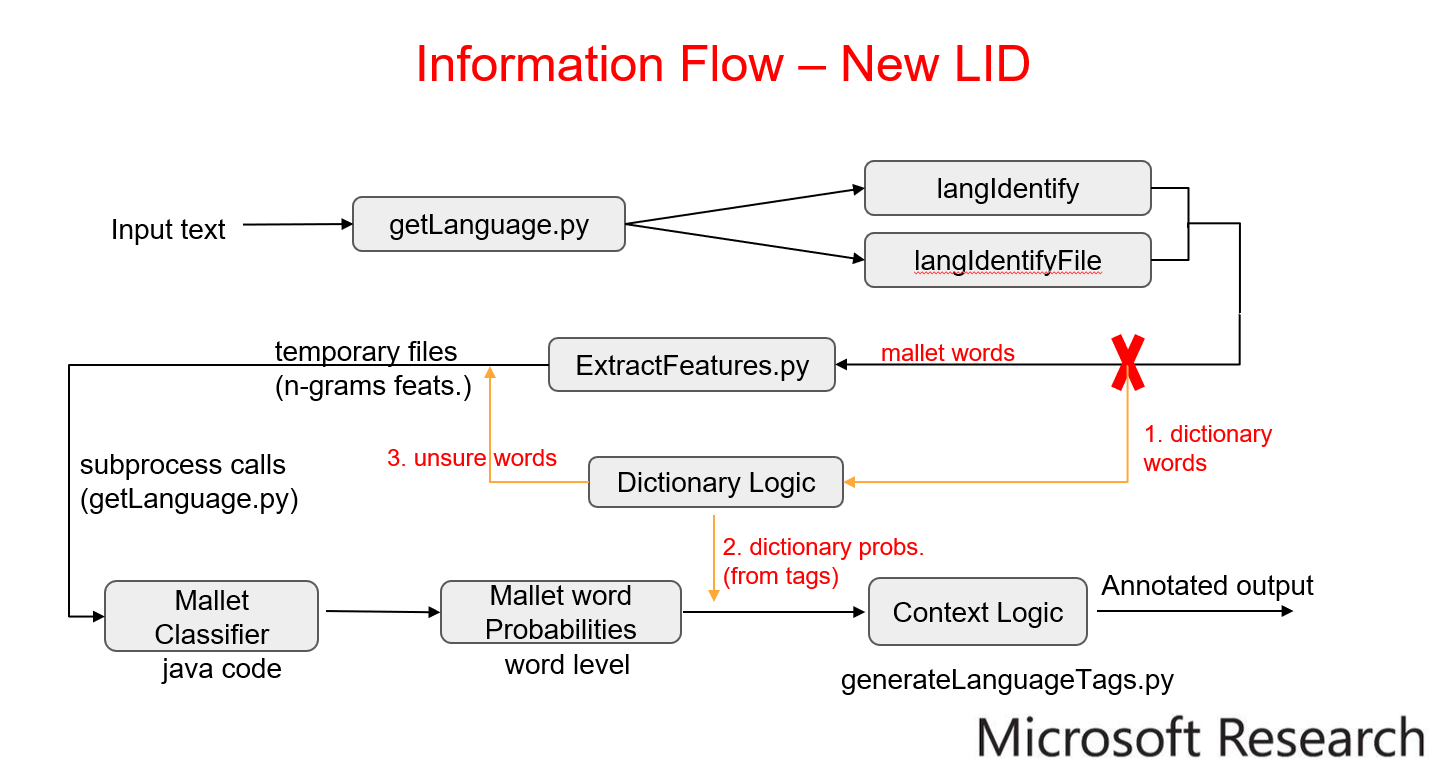 Information Flow – New LID
Input text
getLanguage.py
langIdentify
langIdentifyFile
temporary files
(n-grams feats.)
ExtractFeatures.py
mallet words
1. dictionary
words
subprocess calls
(getLanguage.py)
3. unsure words
Dictionary Logic
2. dictionary probs.
(from tags)
Mallet
Classifier
java code
Mallet word
Probabilities
word level
Context Logic
Annotated output
generateLanguageTags.py
Microsoft Research